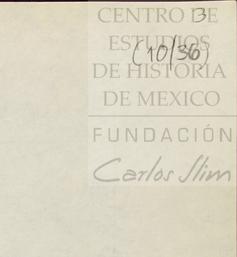 CENTRO DE
3
ESTUDIOS
(10/36)
DE HISTORIA
DE MEXICO
FUNDACIÓN
Carlos Slim